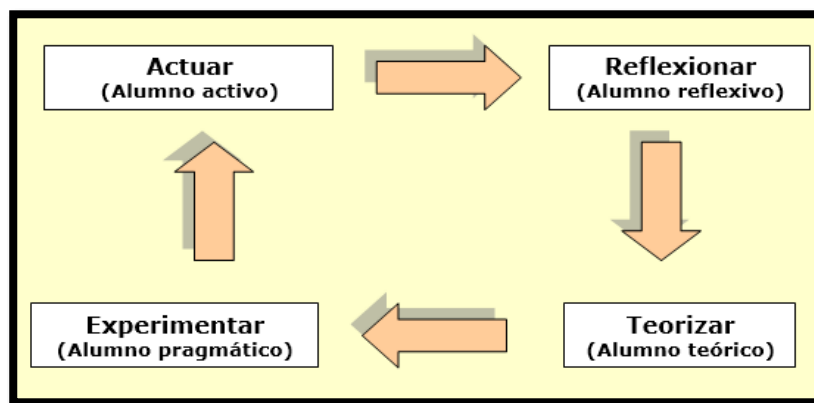 Actuar
(Alumno activo)
Reflexionar
(Alumno reflexivo)
Experimentar
(Alumno pragmático)
Teorizar
(Alumno teórico)